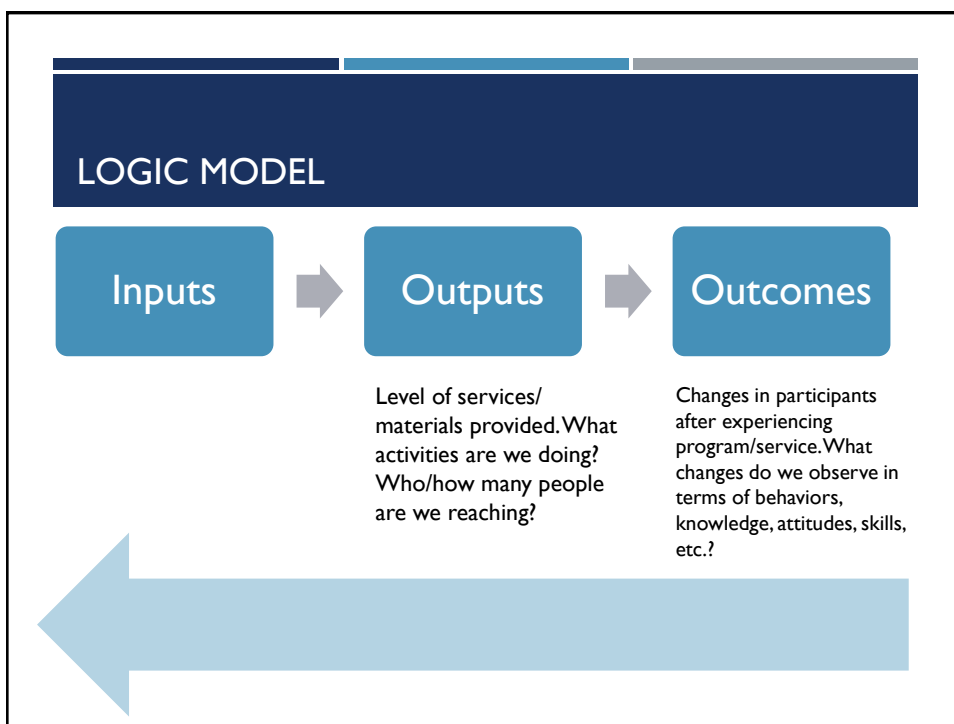 LOGIC MODEL
Inputs
Outputs
Outcomes
Level of services/
materials provided. What
activities are we doing?
Who/how many people
are we reaching?
Changes in participants
after experiencing
program/service. What
changes do we observe in
terms of behaviors,
knowledge, attitudes, skills,
etc.?